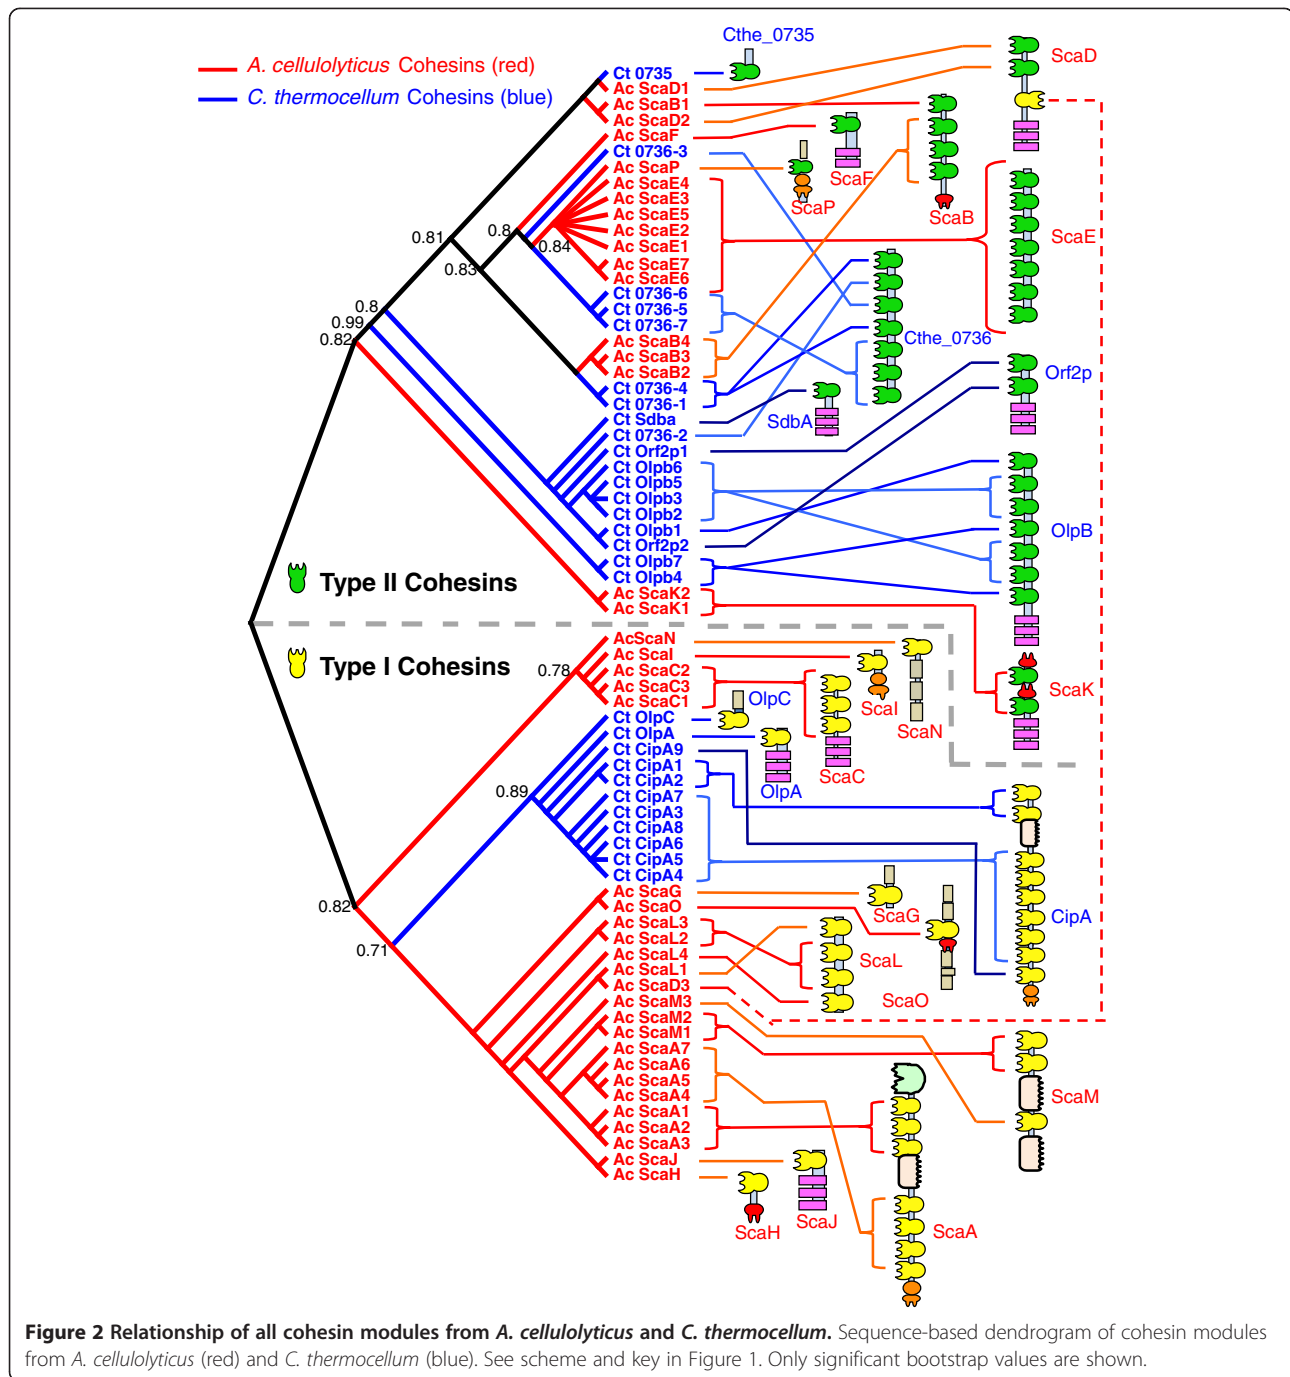 A. cellulolyticus Cohesins (red)
C. thermocellum Cohesins (blue)
Cthe_0735
ScaD
Ct 0735
Ac ScaD1
Ac ScaB1
Ac ScaD2
Ac ScaF
Ct 0736-3
Ac ScaP
Ac ScaE4
Ac ScaE3
Ac ScaE5
Ac ScaE2
Ac ScaE1
Ac ScaE7
Ac ScaE6
Ct 0736-6
Ct 0736-5
Ct 0736-7
Ac ScaB4
Ac ScaB3
Ac ScaB2
Ct 0736-4
Ct 0736-1
Ct Sdba
Ct 0736-2
Ct Orf2p1
Ct Olpb6
Ct Olpb5
Ct Olpb3
Ct Olpb2
Ct Olpb1
Ct Orf2p2
Ct Olpb7
Ct Olpb4
Ac ScaK2
Ac ScaK1
ScaF
ScaP
ScaB
ScaE
Cthe_0736
Orf2p
SdbA
OlpB
ScaK
0.81
0.8
0.84
0.83
0.8
0.99
0.82
Type II Cohesins
Type I Cohesins
AcScaN
Ac ScaI
Ac ScaC2
Ac ScaC3
Ac ScaC1
Ct OlpC
Ct OlpA
Ct CipA9
Ct CipA1
Ct CipA2
Ct CipA7
Ct CipA3
Ct CipA8
Ct CipA6
Ct CipA5
Ct CipA4
Ac ScaG
Ac ScaO
Ac ScaL3
Ac ScaL2
Ac ScaL4
Ac ScaL1
Ac ScaD3
Ac ScaM3
Ac ScaM2
Ac ScaM1
Ac ScaA7
Ac ScaA6
Ac ScaA5
Ac ScaA4
Ac ScaA1
Ac ScaA2
Ac ScaA3
Ac ScaJ
Ac ScaH
0.78
0.89
0.82
0.71
OlpC
ScaI
ScaN
OlpA
ScaC
ScaG
CipA
ScaL
ScaO
ScaM
ScaJ
ScaH
ScaA
Figure 2 Relationship of all cohesin modules from A. cellulolyticus and C. thermocellum. Sequence-based dendrogram of cohesin modules
from A. cellulolyticus (red) and C. thermocellum (blue). See scheme and key in Figure 1. Only significant bootstrap values are shown.